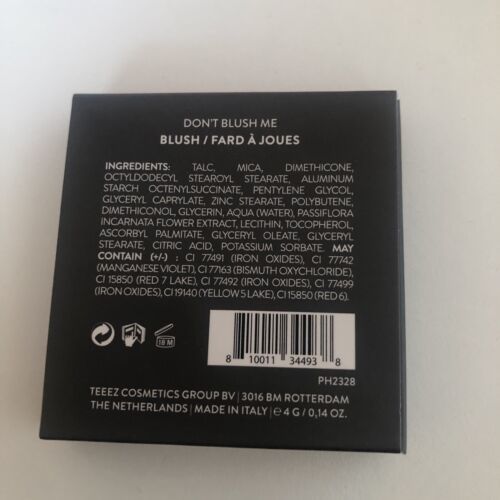 DON'T BLUSH ME
BLUSH / FARD À JOUES
INGREDIENTS: TALC, MICA, DIMETHICONE,
OCTYLDODECYL STEAROYL STEARATE, ALUMINUM
STARCH OCTENYLSUCCINATE, PENTYLENE GLYCOL,
GLYCERYL CAPRYLATE, ZINC STEARATE, POLYBUTENE,
DIMETHICONOL, GLYCERIN, AQUA (WATER), PASSIFLORA
INCARNATA FLOWER EXTRACT, LECITHIN, TOCOPHEROL,
ASCORBYL PALMITATE, GLYCERYL OLEATE, GLYCERYL
STEARATE, CITRIC ACID, POTASSIUM SORBATE. MAY
CONTAIN (+/-) : CI 77491 (IRON OXIDES), CI 77742
(MANGANESE VIOLET), CI 77163 (BISMUTH OXYCHLORIDE),
CI 15850 (RED 7 LAKE), CI 77492 (IRON OXIDES), CI 77499
(IRON OXIDES), CI 19140 (YELLOW 5 LAKE), CI 15850 (RED 6).
18 M
8 10011 34493 8
PH2328
TEEEZ COSMETICS GROUP BV | 3016 BM ROTTERDAM
THE NETHERLANDS | MADE IN ITALY | e 4 G / 0,14 OZ.